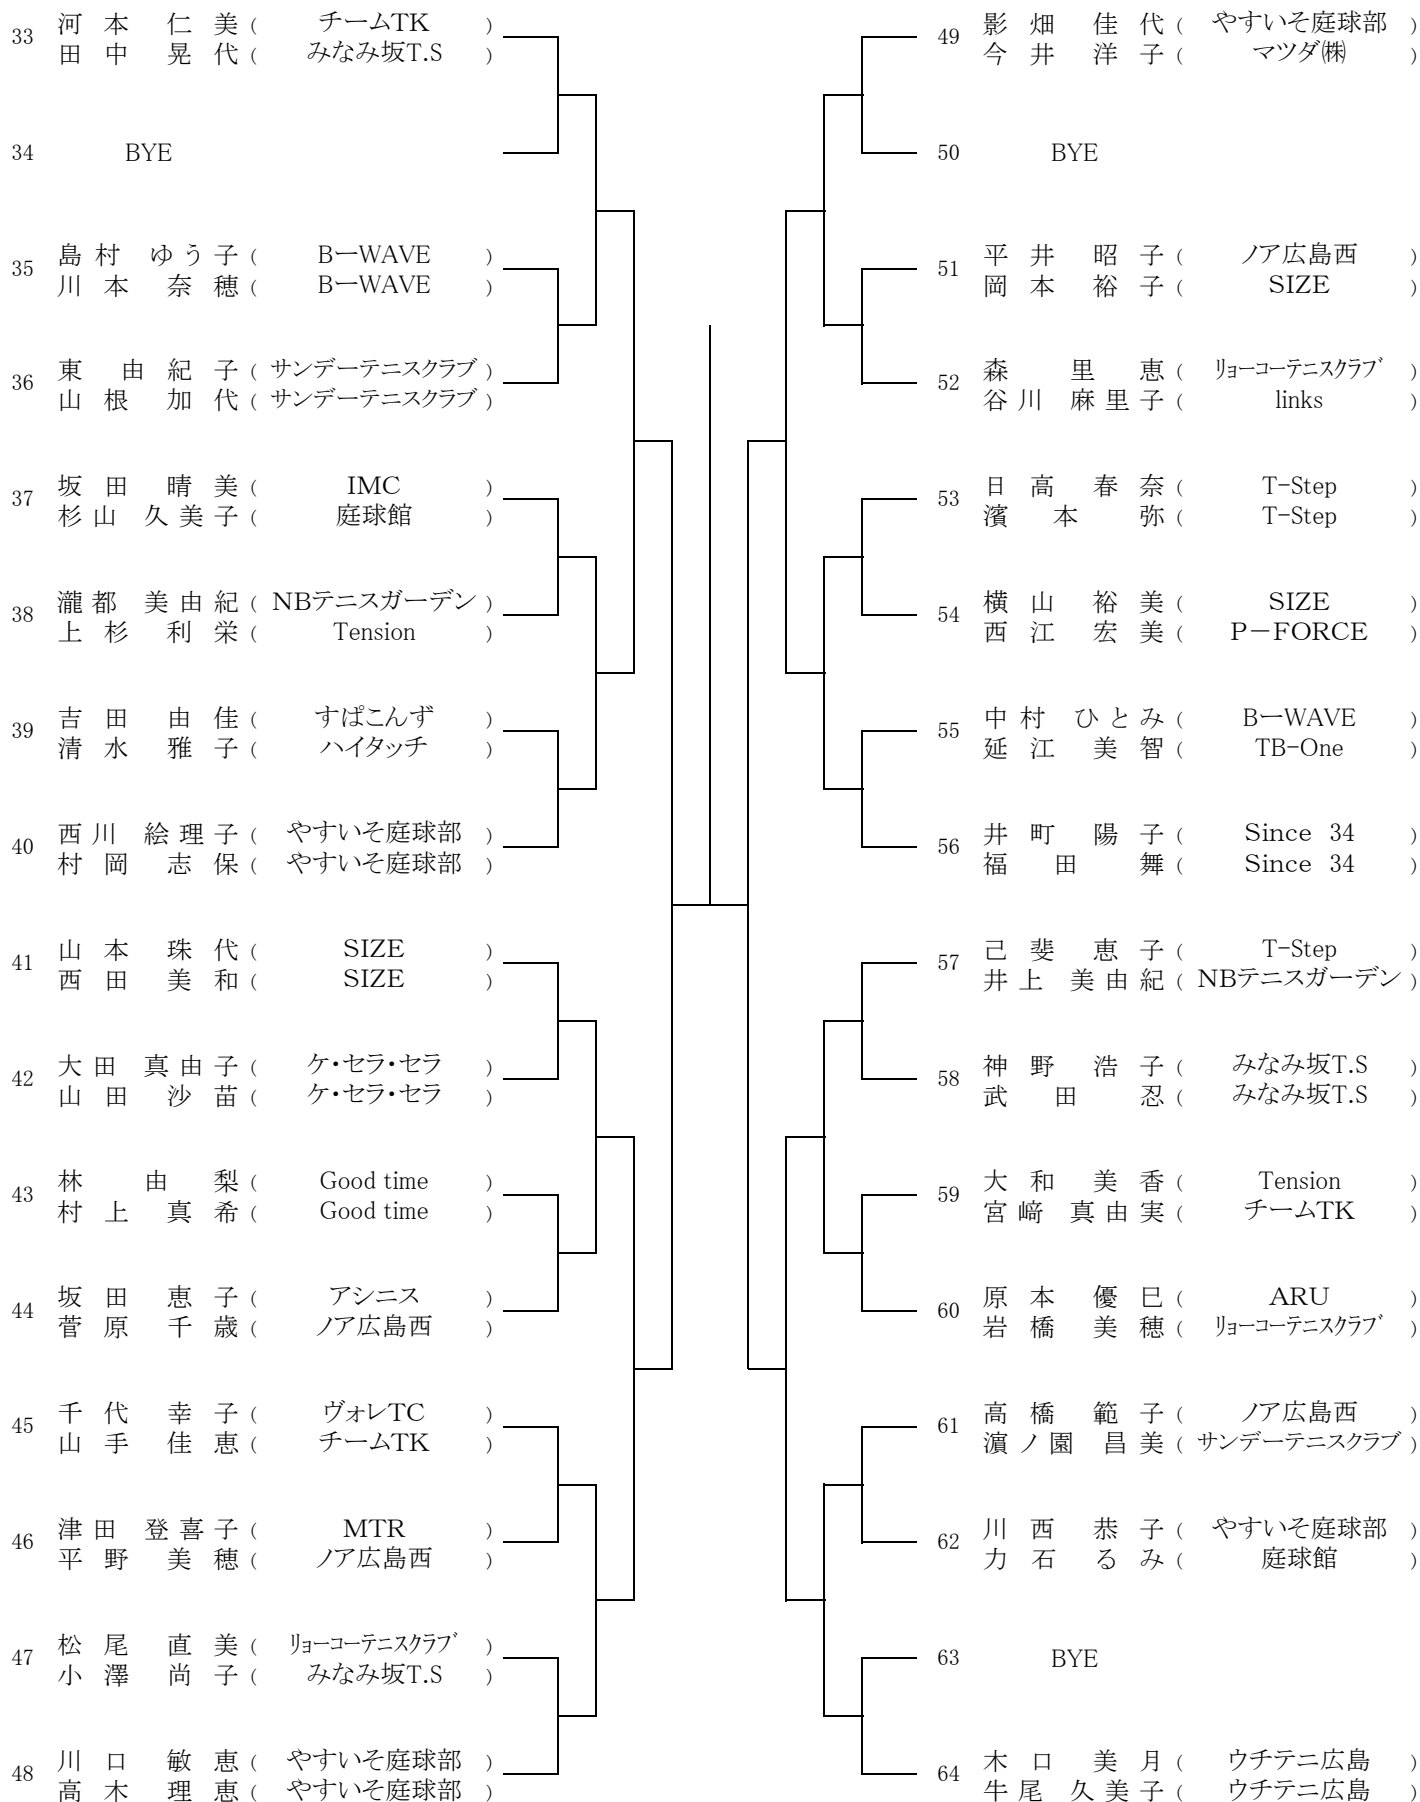 33 河本 仁美 ( チームTK )
田中 晃代 ( みなみ坂T.S )
34 BYE
35 島村 ゆう子 ( BーWAVE )
川本 奈穂 ( BーWAVE )
36 東 由紀子 ( サンデーテニスクラブ )
山根 加代 ( サンデーテニスクラブ )
37 坂田 晴美 ( IMC )
杉山 久美子 ( 庭球館 )
38 瀧都 美由紀 ( NBテニスガーデン )
上杉 利栄 ( Tension )
39 吉田 由佳 ( すぱこんず )
清水 雅子 ( ハイタッチ )
40 西川 絵理子 ( やすいそ庭球部 )
村岡 志保 ( やすいそ庭球部 )
41 山本 珠代 ( SIZE )
西田 美和 ( SIZE )
42 大田 真由子 ( ケ・セラ・セラ )
山田 沙苗 ( ケ・セラ・セラ )
43 林 由梨 ( Good time )
村上 真希 ( Good time )
44 坂田 恵子 ( アシニス )
菅原 千歳 ( ノア広島西 )
45 千代 幸子 ( ヴォレTC )
山手 佳恵 ( チームTK )
46 津田 登喜子 ( MTR )
平野 美穂 ( ノア広島西 )
47 松尾 直美 ( リョーコーテニスクラブ )
小澤 尚子 ( みなみ坂T.S )
48 川口 敏恵 ( やすいそ庭球部 )
高木 理恵 ( やすいそ庭球部 )
49 影畑 佳代 ( やすいそ庭球部 )
今井 洋子 ( マツダ㈱ )
50 BYE
51 平井 昭子 ( ノア広島西 )
岡本 裕子 ( SIZE )
52 森 里恵 ( リョーコーテニスクラブ )
谷川 麻里子 ( links )
53 日高 春奈 ( T-Step )
濱本 弥 ( T-Step )
54 横山 裕美 ( SIZE )
西江 宏美 ( P－FORCE )
55 中村 ひとみ ( BーWAVE )
延江 美智 ( TB-One )
56 井町 陽子 ( Since 34 )
福田 舞 ( Since 34 )
57 己斐 恵子 ( T-Step )
井上 美由紀 ( NBテニスガーデン )
58 神野 浩子 ( みなみ坂T.S )
武田 忍 ( みなみ坂T.S )
59 大和 美香 ( Tension )
宮﨑 真由実 ( チームTK )
60 原本 優巳 ( ARU )
岩橋 美穂 ( リョーコーテニスクラブ )
61 高橋 範子 ( ノア広島西 )
濵ノ園 昌美 ( サンデーテニスクラブ )
62 川西 恭子 ( やすいそ庭球部 )
力石 るみ ( 庭球館 )
63 BYE
64 木口 美月 ( ウチテニ広島 )
牛尾 久美子 ( ウチテニ広島 )